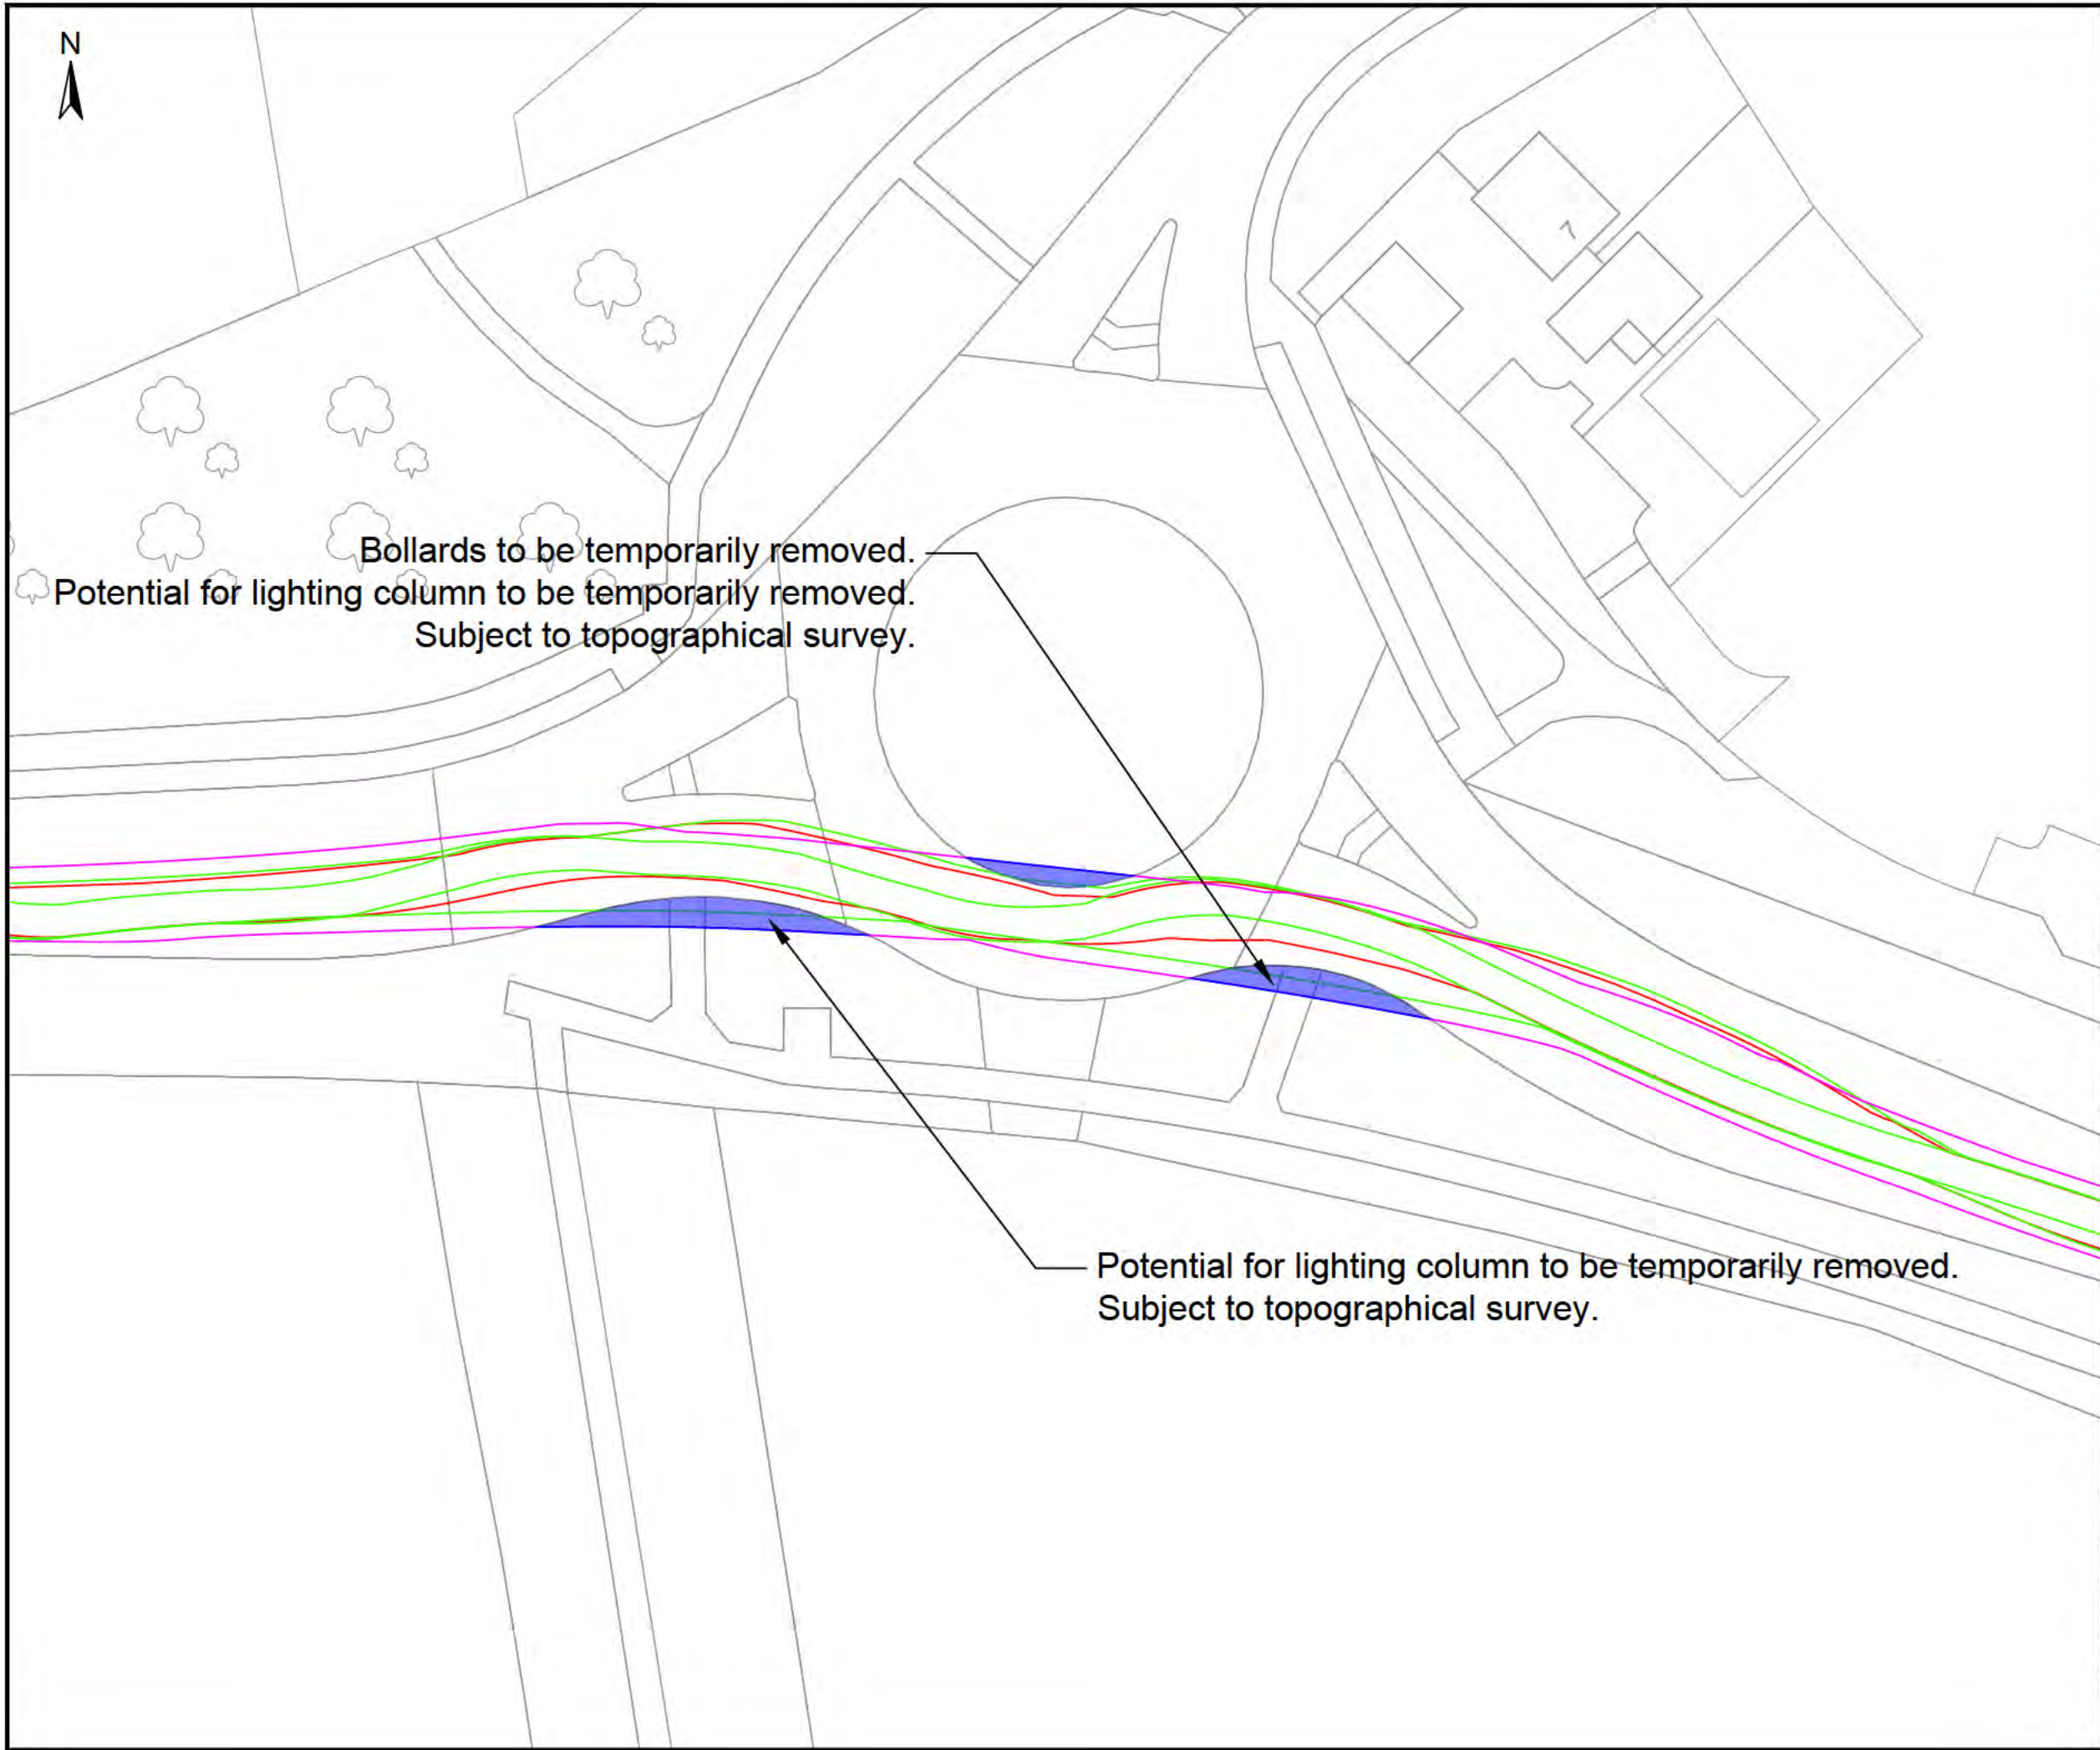 N
7
Bollards to be temporarily removed.
Potential for lighting column to be temporarily removed.
Subject to topographical survey.
Potential for lighting column to be temporarily removed.
Subject to topographical survey.